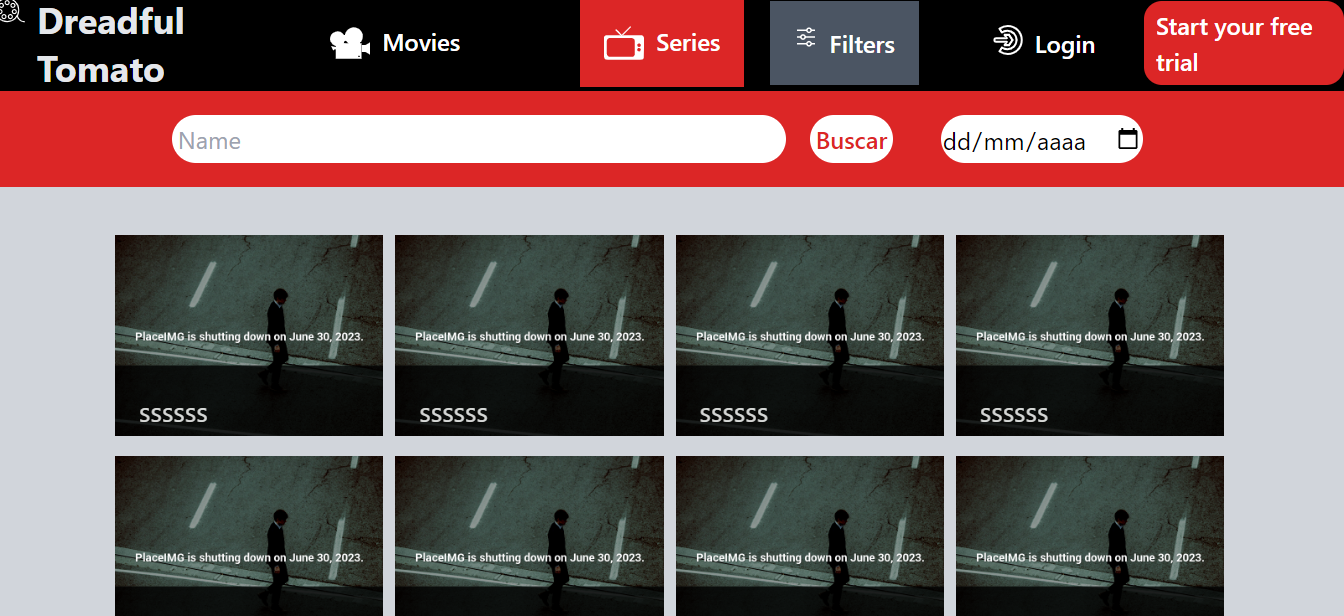 Dreadful
Tomato
Movies
Series
Filters
Login
Start your free
trial
Name
Buscar
dd/mm/aaaa
PlaceIMG is shutting down on June 30, 2023.
PlaceIMG is shutting down on June 30, 2023.
PlaceIMG is shutting down on June 30, 2023.
PlaceIMG is shutting down on June 30, 2023.
ssssss
ssssss
ssssss
ssssss
PlaceIMG is shutting down on June 30, 2023.
PlaceIMG is shutting down on June 30, 2023.
PlaceIMG is shutting down on June 30, 2023.
PlaceIMG is shutting down on June 30, 2023.